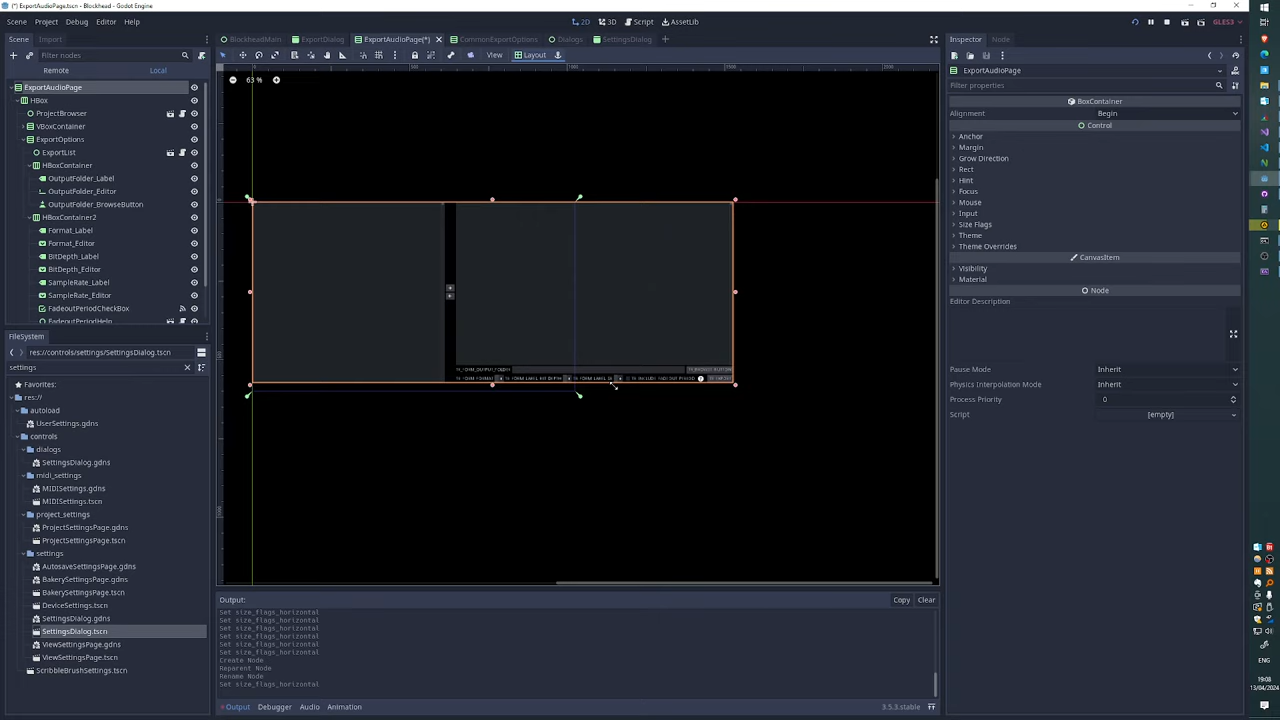 (*) ExportAudioPage.tscn - Blockhead - Godot Engine
Scene Project Debug Editor Help
2D 3D Script AssetLib
GLES3
Scene Import
BlockheadMain ExportDialog ExportAudioPage(*) CommonExportOptions Dialogs SettingsDialog
Inspector Node
Filter nodes
View Layout
Remote Local
63 %
ExportAudioPage
Filter properties
ExportAudioPage
HBox
ProjectBrowser
VBoxContainer
ExportOptions
ExportList
HBoxContainer
OutputFolder_Label
OutputFolder_Editor
OutputFolder_BrowseButton
HBoxContainer2
Format_Label
Format_Editor
BitDepth_Label
BitDepth_Editor
SampleRate_Label
SampleRate_Editor
FadeoutPeriodCheckBox
FadeoutPeriodHelp
BoxContainer
Alignment Begin
Control
Anchor
Margin
Grow Direction
Rect
Hint
Focus
Mouse
Input
Size Flags
Theme
Theme Overrides
CanvasItem
Visibility
Material
Node
Editor Description
Pause Mode Inherit
Physics Interpolation Mode Inherit
Process Priority 0
Script [empty]
FileSystem
res://controls/settings/SettingsDialog.tscn
settings
Favorites:
res://
autoload
UserSettings.gdns
controls
dialogs
SettingsDialog.gdns
midi_settings
MIDISettings.gdns
MIDISettings.tscn
project_settings
ProjectSettingsPage.gdns
ProjectSettingsPage.tscn
settings
AutosaveSettingsPage.gdns
BakerySettingsPage.gdns
BakerySettingsPage.tscn
DeviceSettings.tscn
SettingsDialog.gdns
SettingsDialog.tscn
ViewSettingsPage.gdns
ViewSettingsPage.tscn
ScribbleBrushSettings.tscn
Output:
Copy Clear
Set size_flags_horizontal
Set size_flags_horizontal
Set size_flags_horizontal
Set size_flags_horizontal
Set size_flags_horizontal
Set size_flags_horizontal
Create Node
Reparent Node
Rename Node
Set size_flags_horizontal
Output Debugger Audio Animation
3.5.3.stable
ENG
19:08
13/04/2024